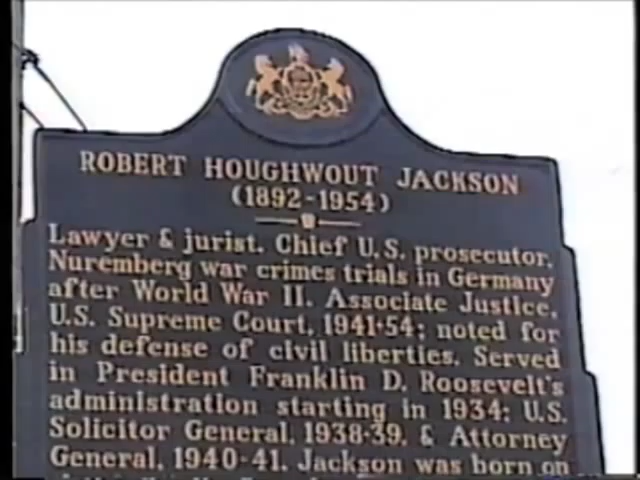 ROBERT HOUGHWOUT JACKSON
(1892-1954)
Lawyer & jurist. Chief U.S. prosecutor,
Nuremberg war crimes trials in Germany
after World War II. Associate Justice,
U.S. Supreme Court, 1941-54; noted for
his defense of civil liberties. Served
in President Franklin D. Roosevelt's
administration starting in 1934: U.S.
Solicitor General, 1938-39, & Attorney
General, 1940-41. Jackson was born on